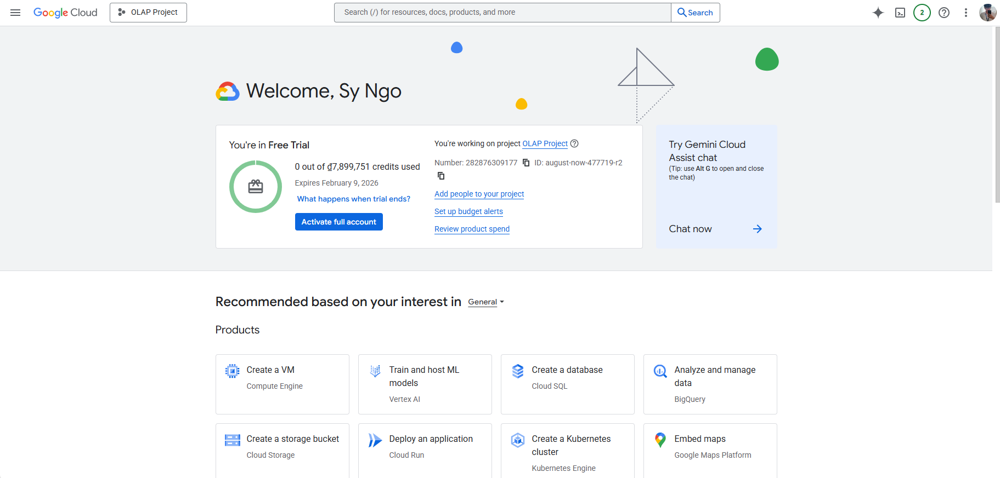 Google Cloud
OLAP Project
Search (/) for resources, docs, products, and more
Search
2
Welcome, Sy Ngo
You're in Free Trial
0 out of ₫7,899,751 credits used
Expires February 9, 2026
What happens when trial ends?
Activate full account
You're working on project OLAP Project
Number: 282876309177 ID: august-now-477719-r2
Add people to your project
Set up budget alerts
Review product spend
Try Gemini Cloud
Assist chat
(Tip: use Alt G to open and close
the chat)
Chat now
Recommended based on your interest in General
Products
Create a VM
Compute Engine
Train and host ML
models
Vertex AI
Create a database
Cloud SQL
Analyze and manage
data
BigQuery
Create a storage bucket
Cloud Storage
Deploy an application
Cloud Run
Create a Kubernetes
cluster
Kubernetes Engine
Embed maps
Google Maps Platform